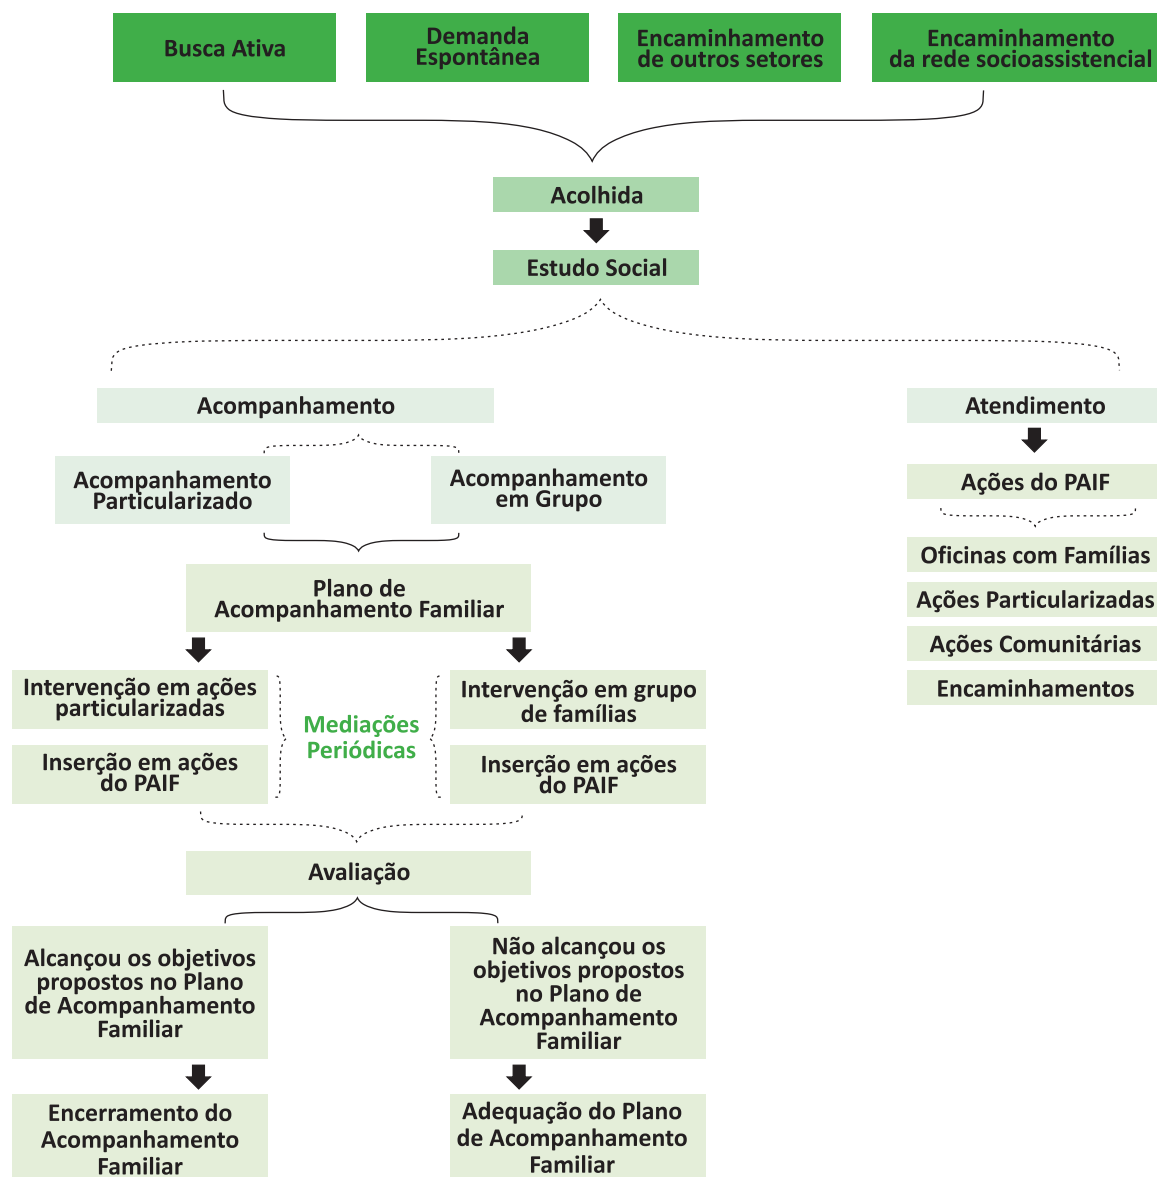 Busca Ativa
Demanda
Espontânea
Encaminhamento
de outros setores
Encaminhamento
da rede socioassistencial
Acolhida
Estudo Social
Acompanhamento
Atendimento
Acompanhamento
Particularizado
Acompanhamento
em Grupo
Ações do PAIF
Oficinas com Famílias
Ações Particularizadas
Ações Comunitárias
Encaminhamentos
Plano de
Acompanhamento Familiar
Intervenção em ações
particularizadas
Inserção em ações
do PAIF
Mediações
Periódicas
Intervenção em grupo
de famílias
Inserção em ações
do PAIF
Avaliação
Alcançou os objetivos
propostos no Plano
de Acompanhamento
Familiar
Não alcançou os
objetivos propostos
no Plano de
Acompanhamento
Familiar
Encerramento do
Acompanhamento
Familiar
Adequação do Plano
de Acompanhamento
Familiar